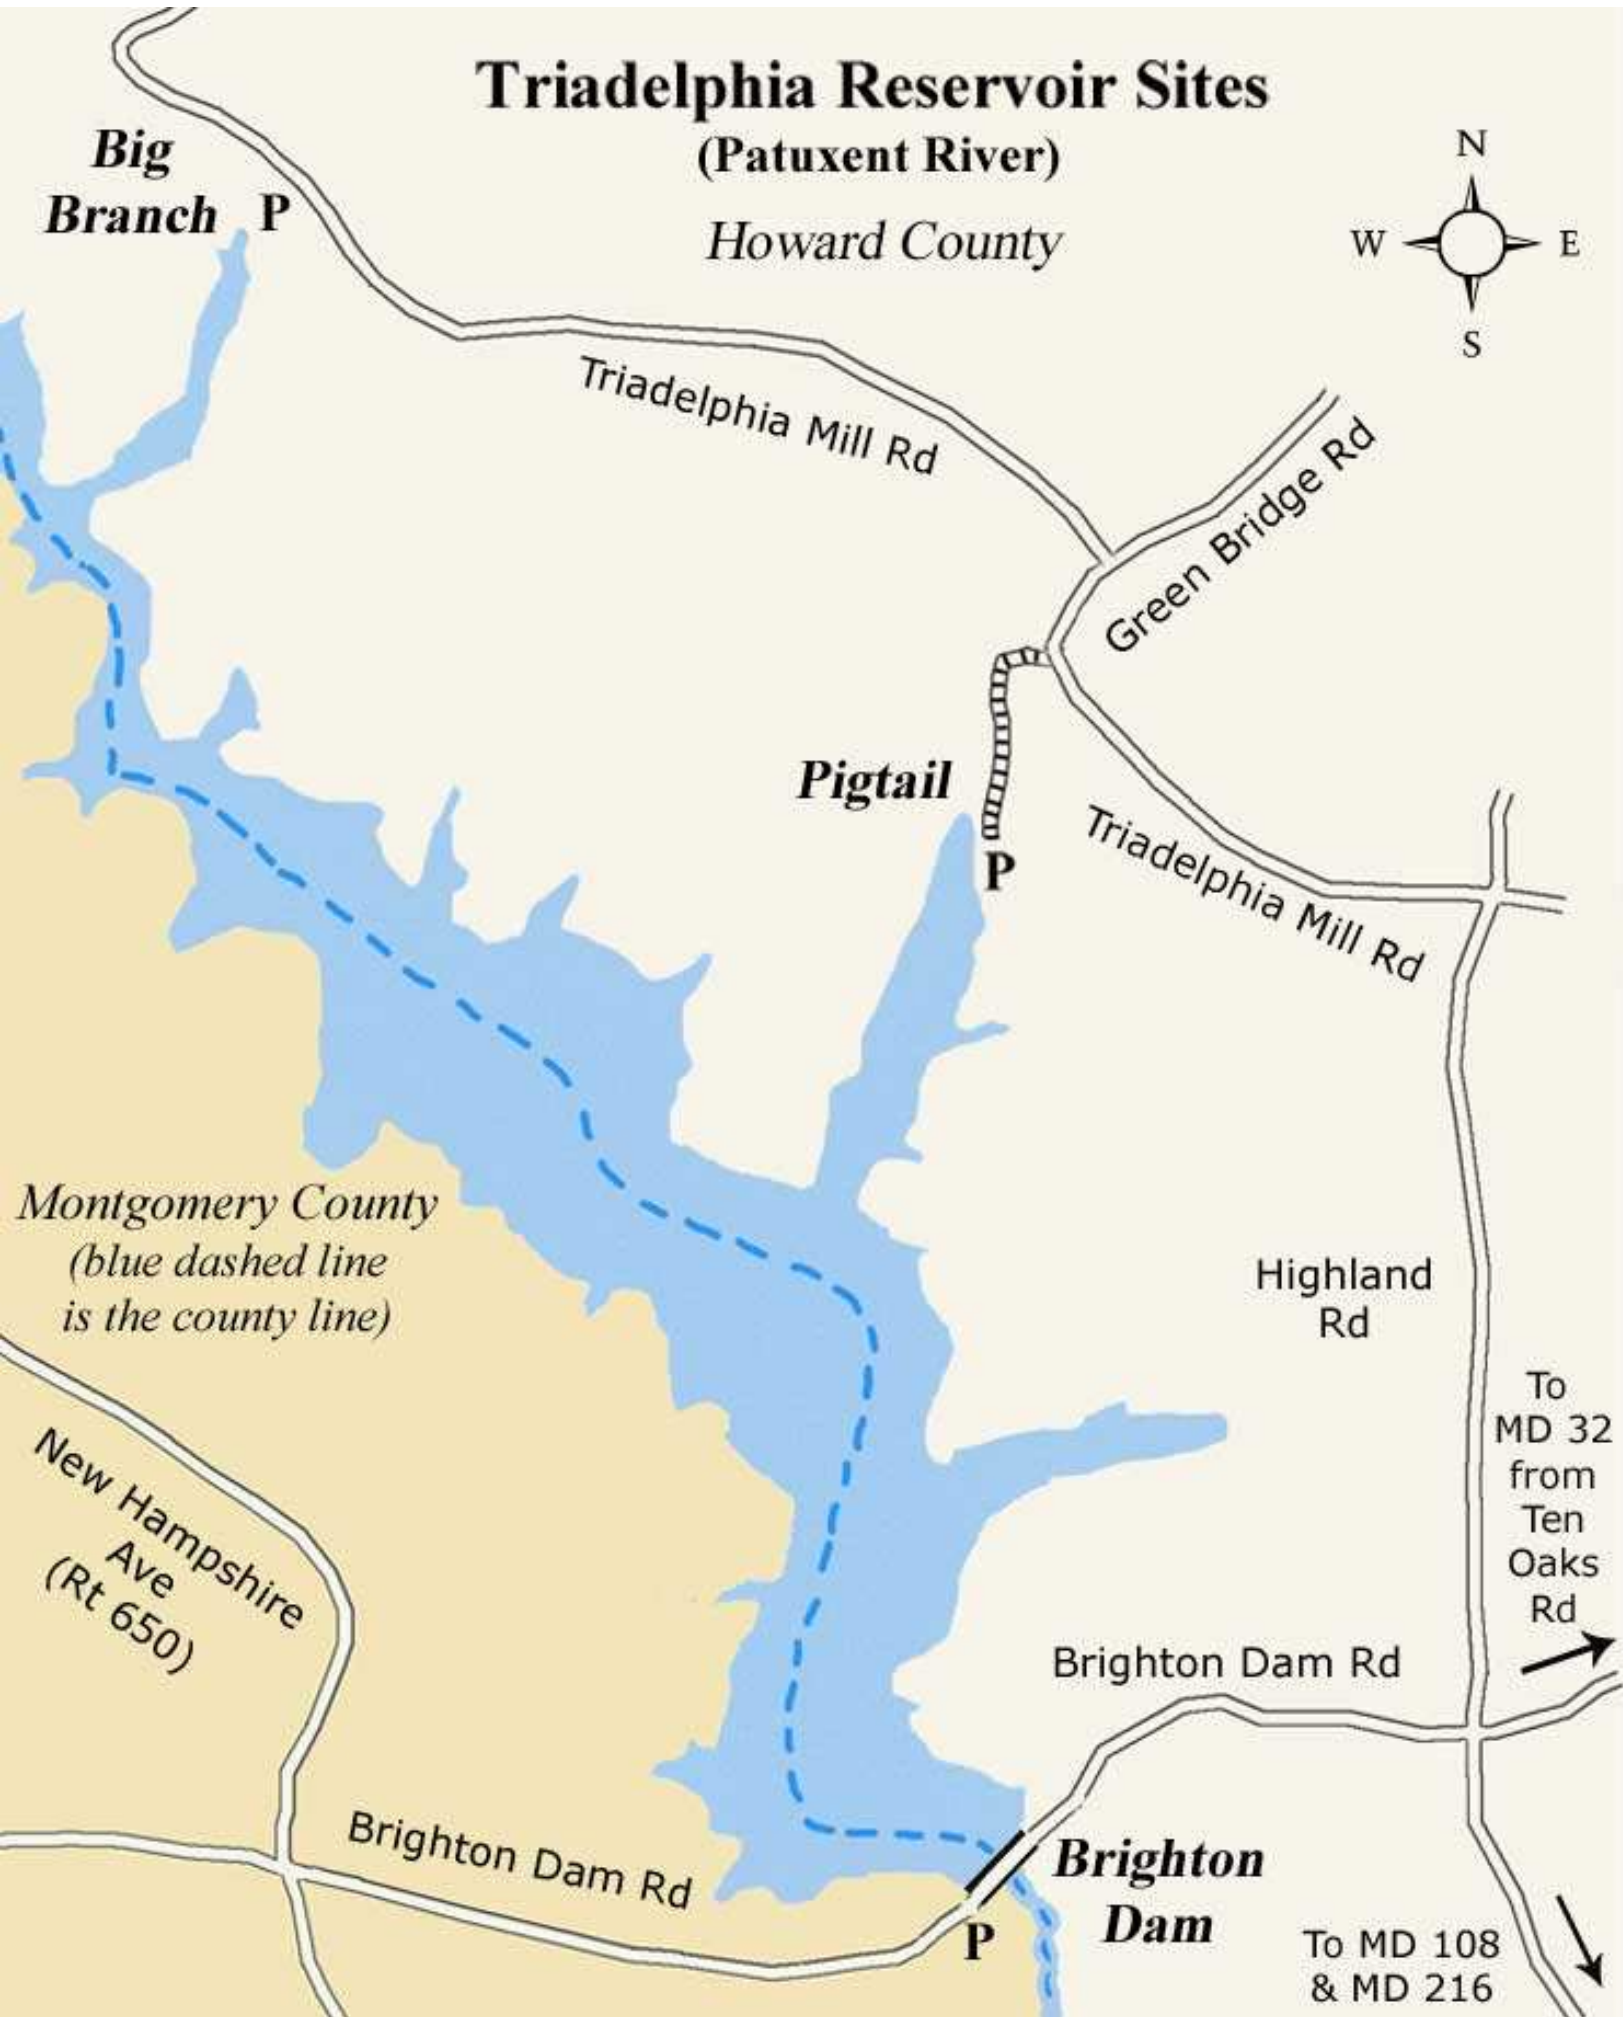 Triadelphia Reservoir Sites
(Patuxent River)
Howard County
N
W
E
S
Big
Branch
P
Triadelphia Mill Rd
Green Bridge Rd
Pigtail
P
Triadelphia Mill Rd
Montgomery County
(blue dashed line
is the county line)
Highland
Rd
To
MD 32
from
Ten
Oaks
Rd
New Hampshire
Ave
(Rt 650)
Brighton Dam Rd
Brighton Dam Rd
Brighton
Dam
P
To MD 108
& MD 216